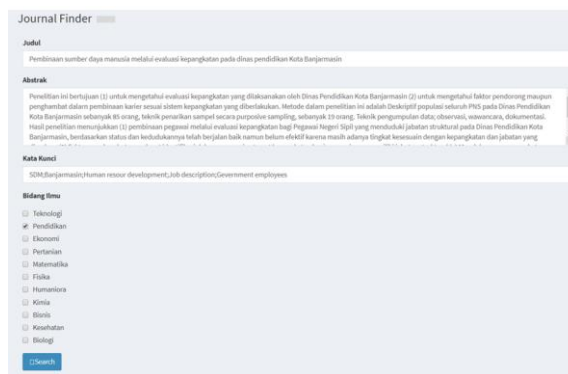 Journal Finder
Judul
Pembinaan sumber daya manusia melalui evaluasi kepangkatan pada dinas pendidikan Kota Banjarmasin
Abstrak
Penelitian ini bertujuan (1) untuk mengetahui evaluasi kepangkatan yang dilaksanakan oleh Dinas Pendidikan Kota Banjarmasin (2) untuk mengetahui faktor pendorong maupun
penghambat dalam pembinaan karier sesuai sistem kepangkatan yang diberlakukan. Metode dalam penelitian ini adalah Deskriptif populasi seluruh PNS pada Dinas Pendidikan
Kota Banjarmasin sebanyak 85 orang, teknik penarikan sampel secara purposive sampling, sebanyak 19 orang. Teknik pengumpulan data; observasi, wawancara, dokumentasi.
Hasil penelitian menunjukkan (1) pembinaan pegawai melalui evaluasi kepangkatan bagi Pegawai Negeri Sipil yang menduduki jabatan struktural pada Dinas Pendidikan Kota
Banjarmasin, berdasarkan status dan kedudukannya telah berjalan baik namun belum efektif karena masih adanya tingkat kesesuain dengan kepangkatan dan jabatan yang
Kata Kunci
SDM;Banjarmasin;Human resour development;Job description;Government employees
Bidang Ilmu
Teknologi
Pendidikan
Ekonomi
Pertanian
Matematika
Fisika
Humaniora
Kimia
Bisnis
Kesehatan
Biologi
Search